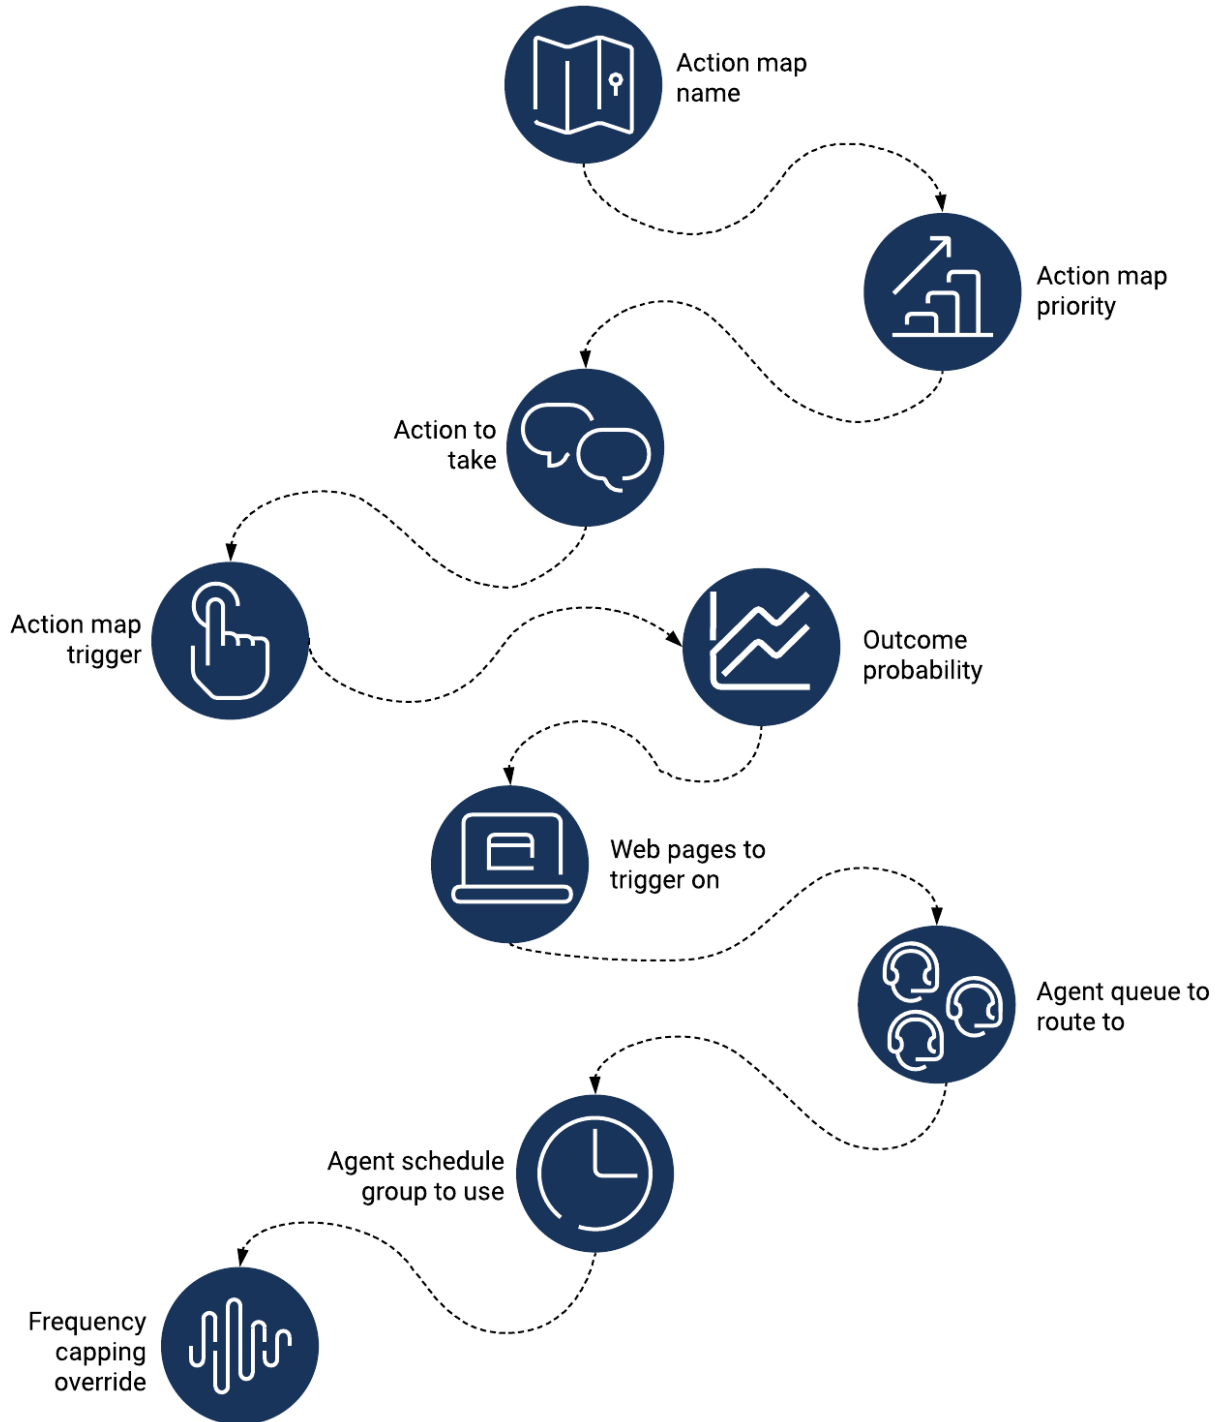 Action map
name
Action map
priority
Action to
take
Action map
trigger
Outcome
probability
Web pages to
trigger on
Agent queue to
route to
Agent schedule
group to use
Frequency
capping
override